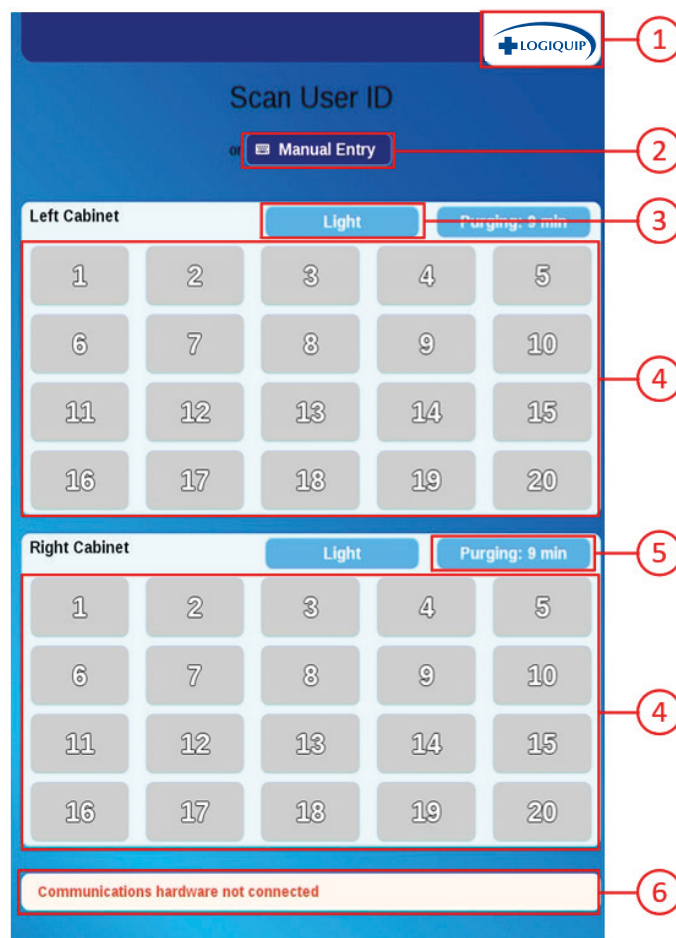 LOGIQUIP
1
Scan User ID
or Manual Entry
2
Left Cabinet Light Purging: 9 min
3
1 2 3 4 5
6 7 8 9 10
4
11 12 13 14 15
16 17 18 19 20
Right Cabinet Light Purging: 9 min
5
1 2 3 4 5
6 7 8 9 10
4
11 12 13 14 15
16 17 18 19 20
Communications hardware not connected
6